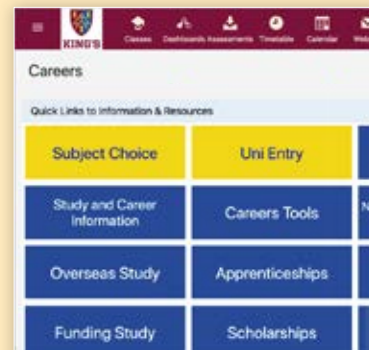 KING'S
Classes Dashboards Assessments Timetable Calendar
Careers
Quick Links to Information & Resources
Subject Choice Uni Entry
Study and Career
Information
Careers Tools
Overseas Study Apprenticeships
Funding Study Scholarships